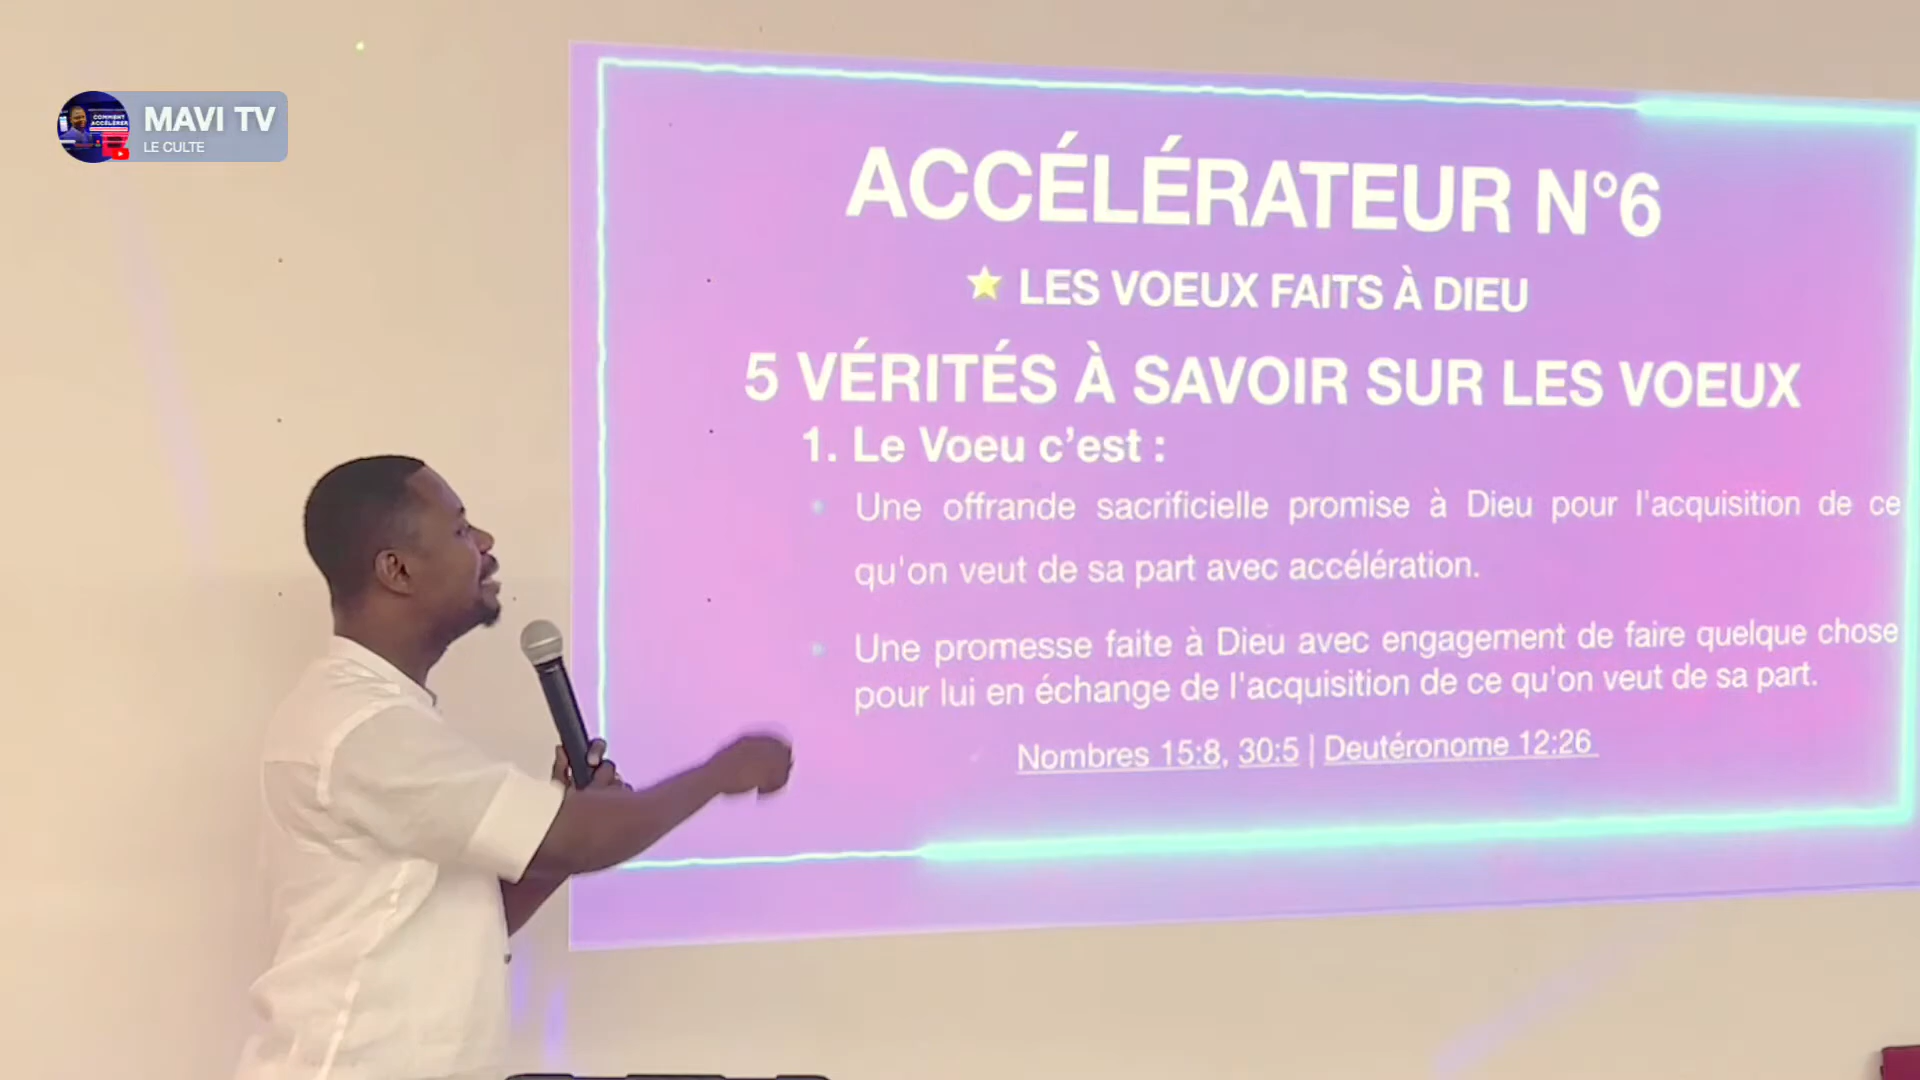 MAVI TV
LE CULTE
COMMENT
ACCÉLÉRER
ACCÉLÉRATEUR N°6
LES VOEUX FAITS À DIEU
5 VÉRITÉS À SAVOIR SUR LES VOEUX
1. Le Voeu c’est :
Une offrande sacrificielle promise à Dieu pour l'acquisition de ce
qu'on veut de sa part avec accélération.
Une promesse faite à Dieu avec engagement de faire quelque chose
pour lui en échange de l'acquisition de ce qu'on veut de sa part.
Nombres 15:8, 30:5 | Deutéronome 12:26